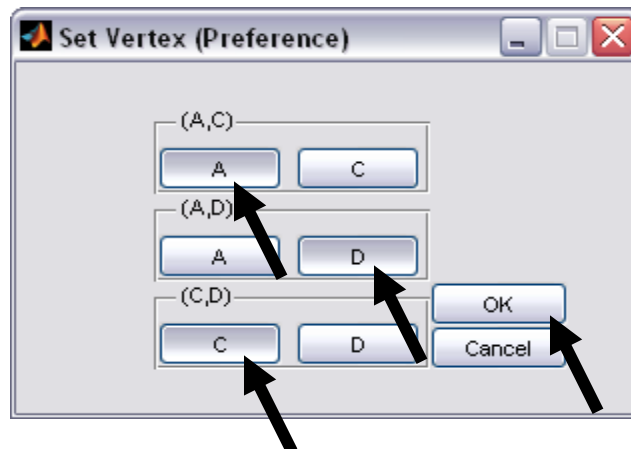 Set Vertex (Preference)
(A,C)
A C
(A,D)
A D
(C,D)
C D
OK
Cancel